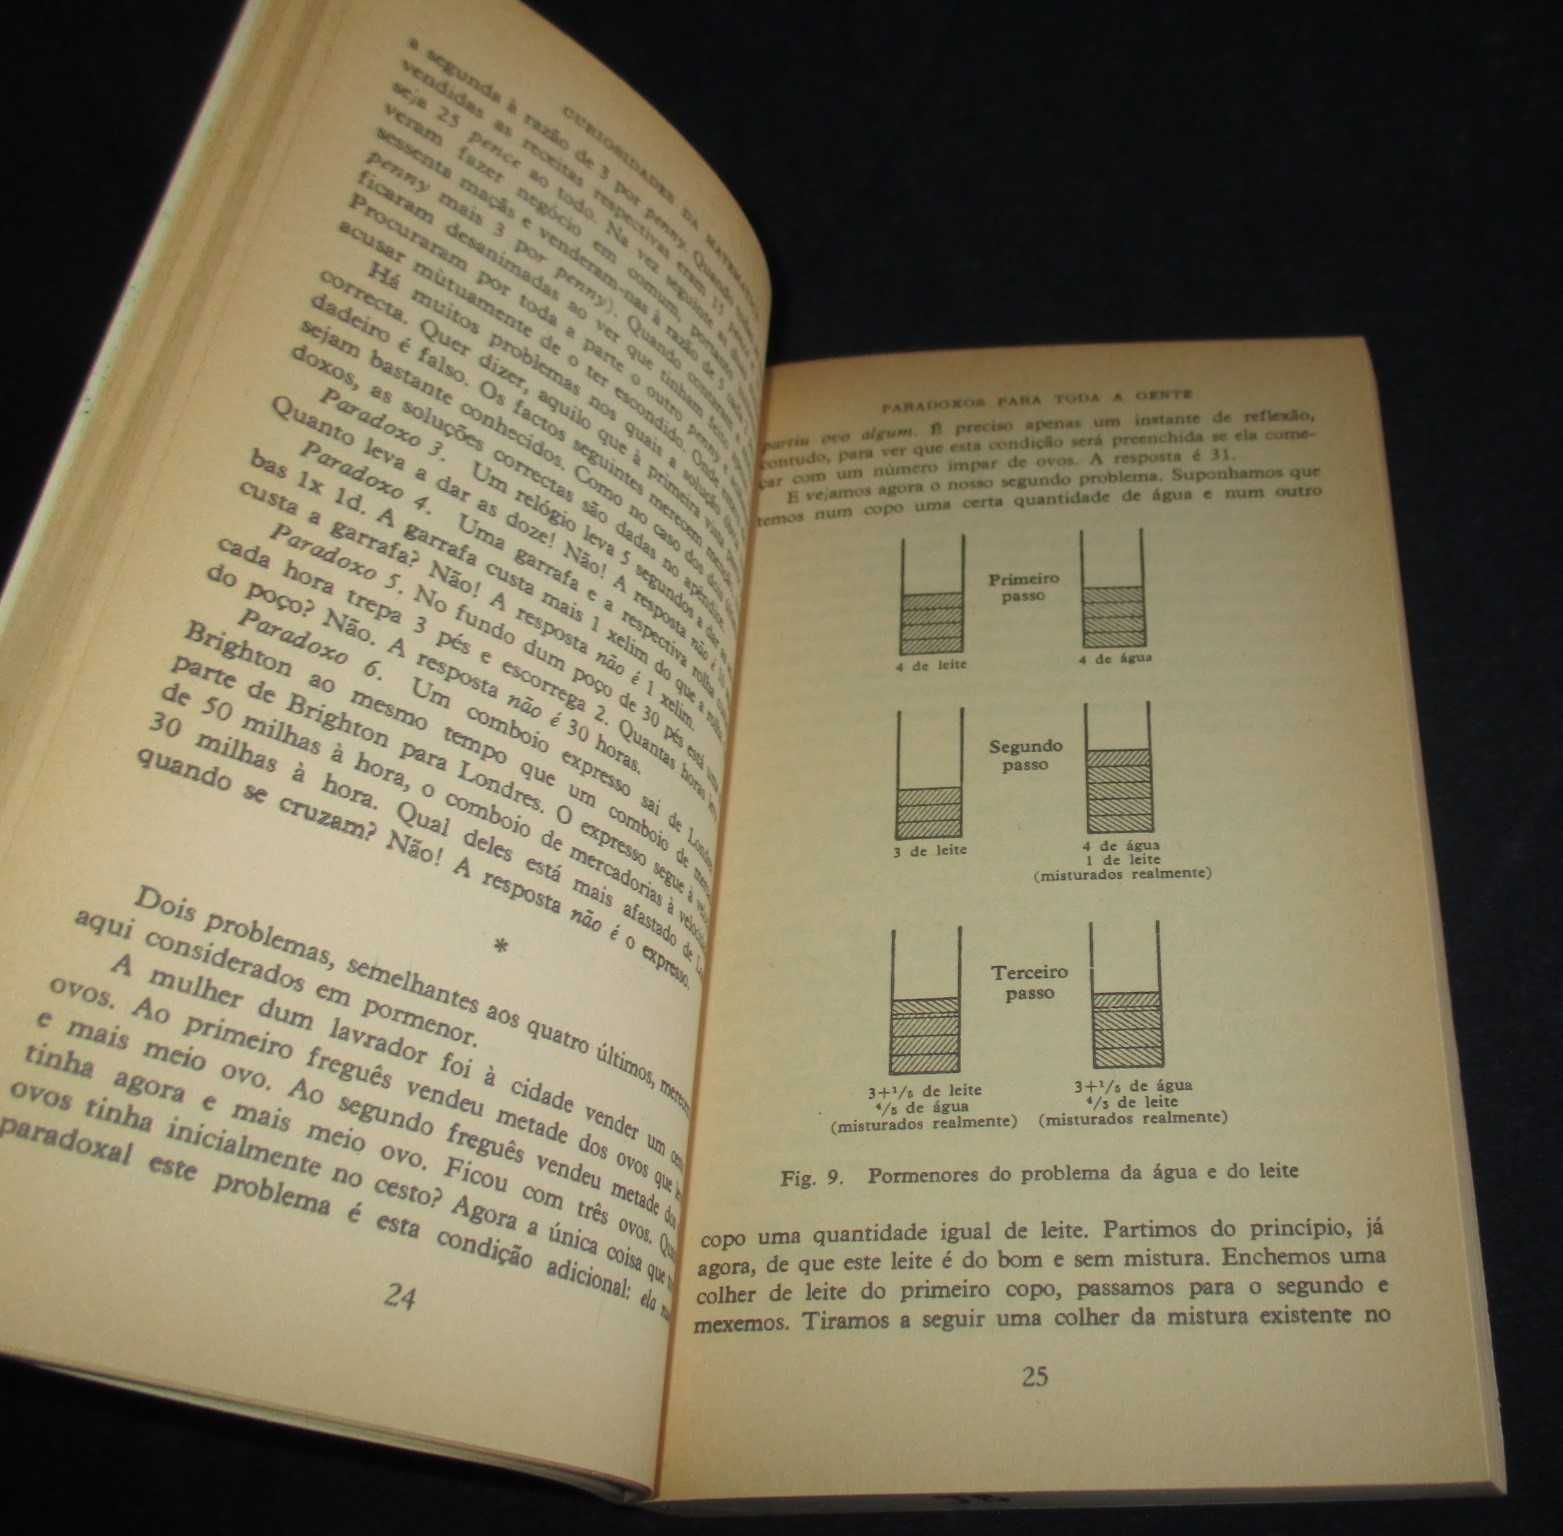 CURIOSIDADES DA
a segunda à razão de 3 por penny. Quando
vendidas as receitas respectivas eram 15
seja 25 pence ao todo. Na vez seguinte as
veram fazer negócio em comum, portanto
sessenta maçãs e venderam-nas à razão de 5 cada
penny mais 3 por penny). Quando contaram
ficaram desanimadas ao ver que tinham feito
Procuraram por toda a parte o outro penny e
acusar mùtuamente de o ter escondido. Onde
Há muitos problemas nos quais a solução
correcta. Quer dizer, aquilo que à primeira vista
dadeiro é falso. Os factos seguintes merecem
sejam bastante conhecidos. Como no caso dos dois
doxos, as soluções correctas são dadas no apêndice.
Paradoxo 3. Um relógio leva 5 segundos a dar
Quanto leva a dar as doze! Não! A resposta não é
Paradoxo 4. Uma garrafa e a respectiva rolha
bas 1x 1d. A garrafa custa mais 1 xelim do que a rolha.
custa a garrafa? Não! A resposta não é 1 xelim.
Paradoxo 5. No fundo dum poço de 30 pés está
cada hora trepa 3 pés e escorrega 2. Quantas horas
do poço? Não. A resposta não é 30 horas.
Paradoxo 6. Um comboio expresso sai de
Brighton ao mesmo tempo que um comboio de
parte de Brighton para Londres. O expresso segue à
de 50 milhas à hora, o comboio de mercadorias à
30 milhas à hora. Qual deles está mais afastado de
quando se cruzam? Não! A resposta não é o expresso.
*
Dois problemas, semelhantes aos quatro últimos,
aqui considerados em pormenor.
A mulher dum lavrador foi à cidade vender um
ovos. Ao primeiro freguês vendeu metade dos ovos que
e mais meio ovo. Ao segundo freguês vendeu metade
tinha agora e mais meio ovo. Ficou com três ovos.
ovos tinha inicialmente no cesto? Agora a única coisa que
paradoxal este problema é esta condição adicional: ela
24
PARADOXOS PARA TODA A GENTE
partiu ovo algum. É preciso apenas um instante de reflexão,
contudo, para ver que esta condição será preenchida se ela come-
çar com um número ímpar de ovos. A resposta é 31.
E vejamos agora o nosso segundo problema. Suponhamos que
temos num copo uma certa quantidade de água e num outro
Primeiro
passo
4 de leite
4 de água
Segundo
passo
3 de leite
4 de água
1 de leite
(misturados realmente)
Terceiro
passo
3+¹/₅ de leite
⁴/₅ de água
(misturados realmente)
3+¹/₅ de água
⁴/₅ de leite
(misturados realmente)
Fig. 9. Pormenores do problema da água e do leite
copo uma quantidade igual de leite. Partimos do princípio, já
agora, de que este leite é do bom e sem mistura. Enchemos uma
colher de leite do primeiro copo, passamos para o segundo e
mexemos. Tiramos a seguir uma colher da mistura existente no
25